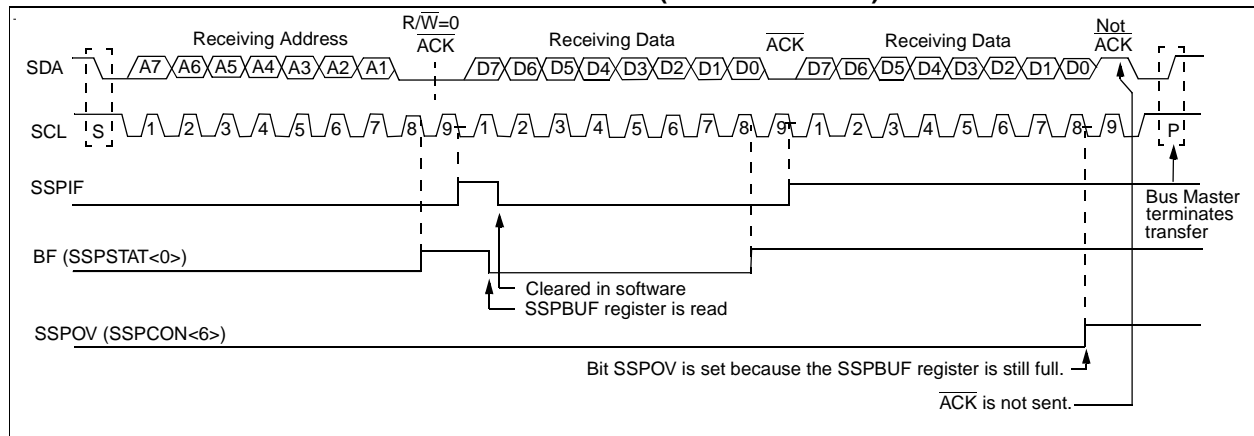 R/W=0
Receiving Address ACK Receiving Data ACK Receiving Data Not ACK
SDA A7 A6 A5 A4 A3 A2 A1 D7 D6 D5 D4 D3 D2 D1 D0 D7 D6 D5 D4 D3 D2 D1 D0
SCL S 1 2 3 4 5 6 7 8 9 1 2 3 4 5 6 7 8 9 1 2 3 4 5 6 7 8 9 P
SSPIF
Bus Master
terminates
transfer
BF (SSPSTAT<0>)
Cleared in software
SSPBUF register is read
SSPOV (SSPCON<6>)
Bit SSPOV is set because the SSPBUF register is still full.
ACK is not sent.